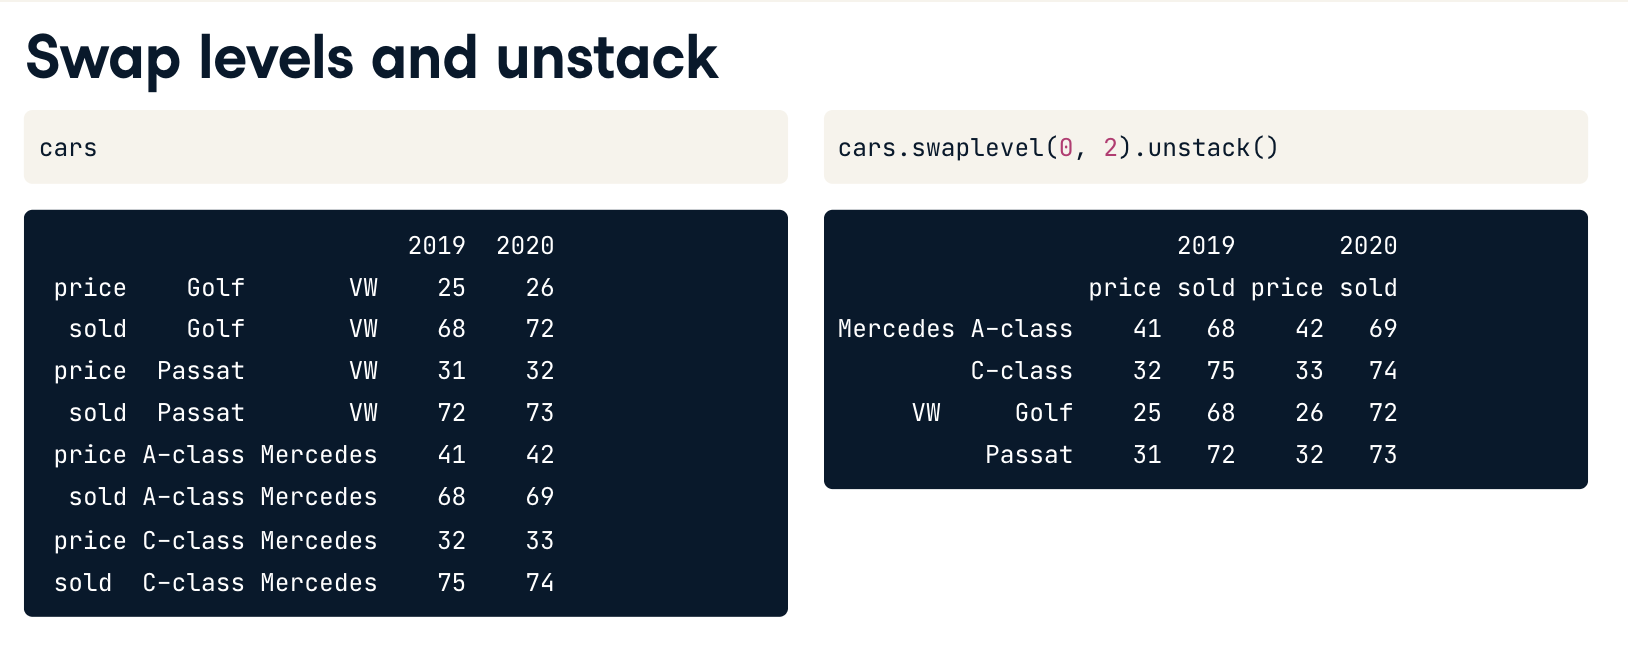 Swap levels and unstack
cars
                         2019  2020
 price    Golf       VW    25    26
  sold    Golf       VW    68    72
 price  Passat       VW    31    32
  sold  Passat       VW    72    73
 price A-class Mercedes    41    42
  sold A-class Mercedes    68    69
 price C-class Mercedes    32    33
 sold  C-class Mercedes    75    74
cars.swaplevel(0, 2).unstack()
                       2019       2020
                 price sold price sold
Mercedes A-class    41   68    42   69
         C-class    32   75    33   74
     VW     Golf    25   68    26   72
          Passat    31   72    32   73